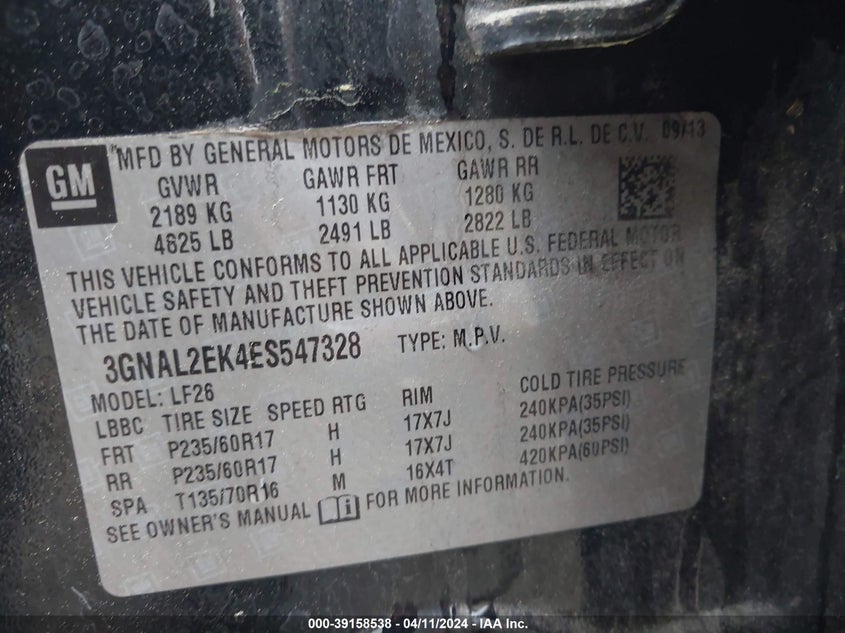 GM
MFD BY GENERAL MOTORS DE MEXICO, S. DE R.L. DE C.V. 09/13
GVWR GAWR FRT GAWR RR
2189 KG 1130 KG 1280 KG
4825 LB 2491 LB 2822 LB
THIS VEHICLE CONFORMS TO ALL APPLICABLE U.S. FEDERAL MOTOR
VEHICLE SAFETY AND THEFT PREVENTION STANDARDS IN EFFECT ON
THE DATE OF MANUFACTURE SHOWN ABOVE.
3GNAL2EK4ES547328 TYPE: M.P.V.
MODEL: LF26
LBBC TIRE SIZE SPEED RTG RIM COLD TIRE PRESSURE
FRT P235/60R17 H 17X7J 240KPA(35PSI)
RR P235/60R17 H 17X7J 240KPA(35PSI)
SPA T135/70R16 M 16X4T 420KPA(60PSI)
SEE OWNER'S MANUAL FOR MORE INFORMATION.
000-39158538 - 04/11/2024 - IAA Inc.